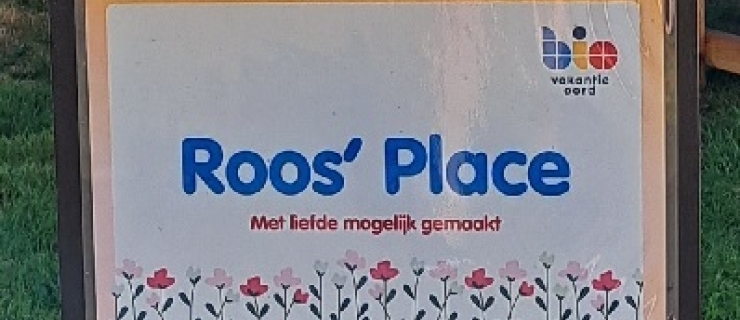 bio
vakantie
oord
Roos' Place
Met liefde mogelijk gemaakt